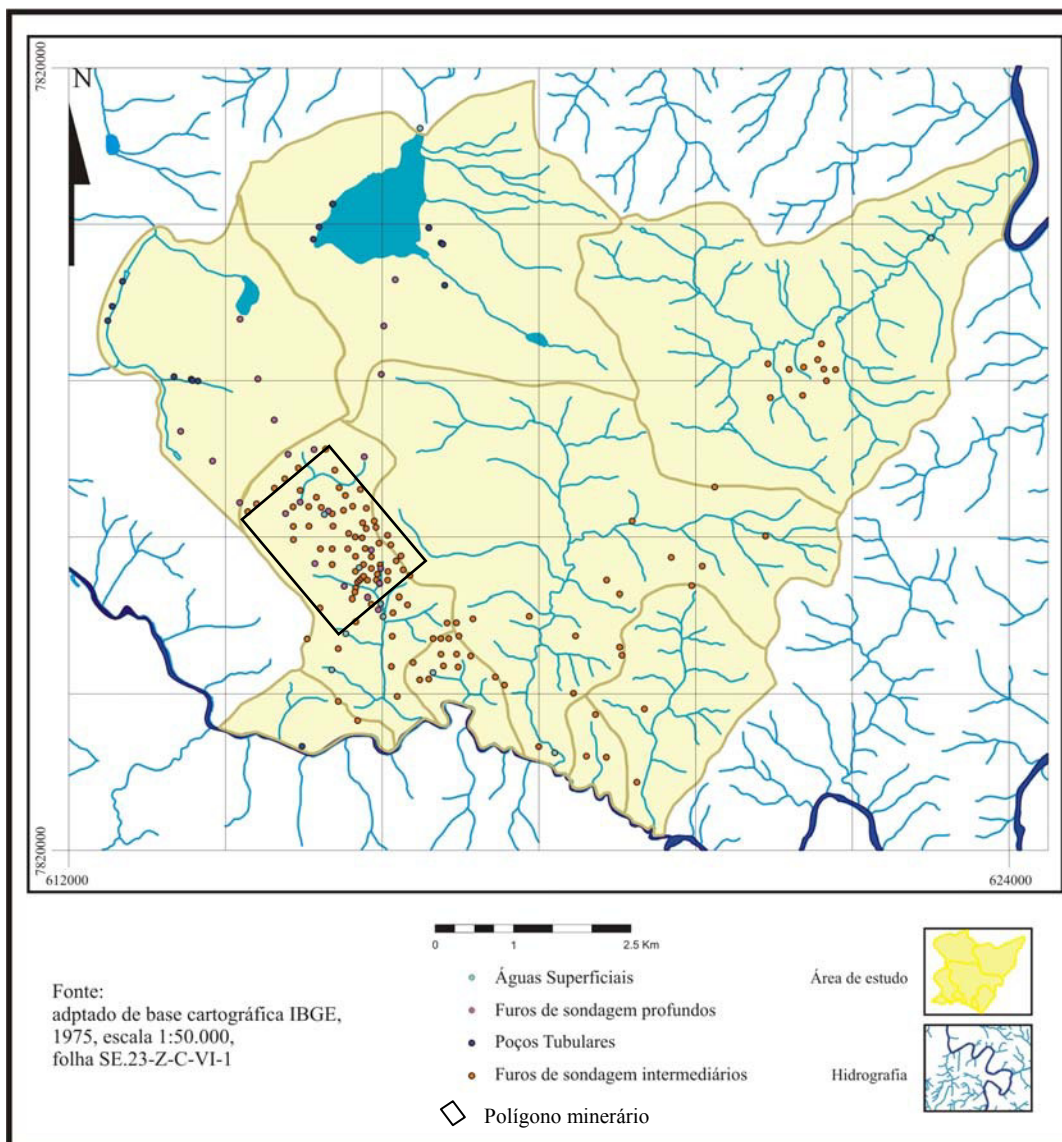 7820000
N
7820000
612000
624000
0 1 2.5 Km
Águas Superficiais
Furos de sondagem profundos
Poços Tubulares
Furos de sondagem intermediários
Polígono minerário
Fonte:
adptado de base cartográfica IBGE,
1975, escala 1:50.000,
folha SE.23-Z-C-VI-1
Área de estudo
Hidrografia